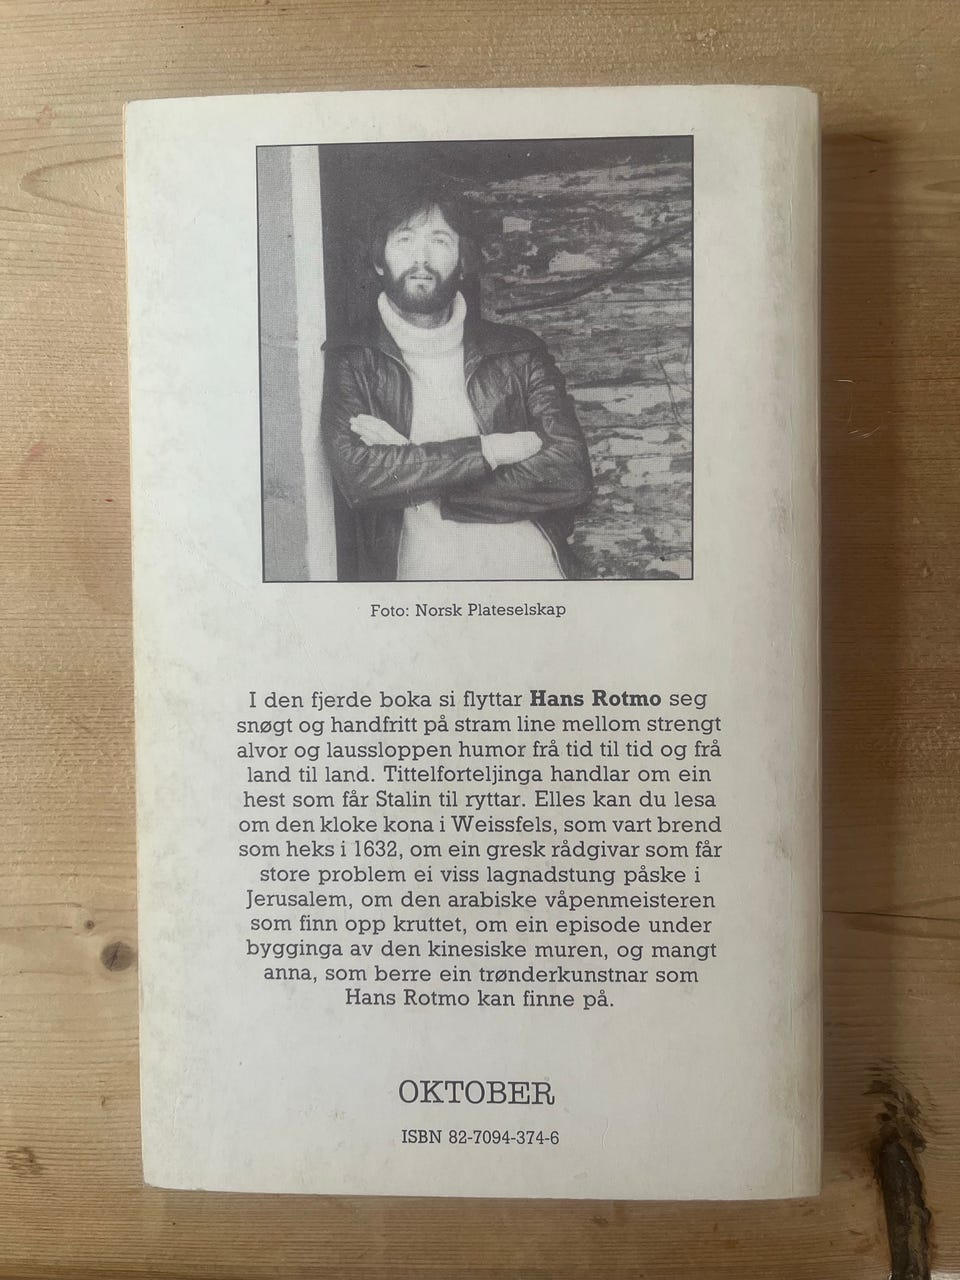 Foto: Norsk Plateselskap
I den fjerde boka si flyttar Hans Rotmo seg
snøgt og handfritt på stram line mellom strengt
alvor og laussloppen humor frå tid til tid og frå
land til land. Tittelforteljinga handlar om ein
hest som får Stalin til ryttar. Elles kan du lesa
om den kloke kona i Weissfels, som vart brend
som heks i 1632, om ein gresk rådgivar som får
store problem ei viss lagnadstung påske i
Jerusalem, om den arabiske våpenmeisteren
som finn opp kruttet, om ein episode under
bygginga av den kinesiske muren, og mangt
anna, som berre ein trønderkunstnar som
Hans Rotmo kan finne på.
OKTOBER
ISBN 82-7094-374-6